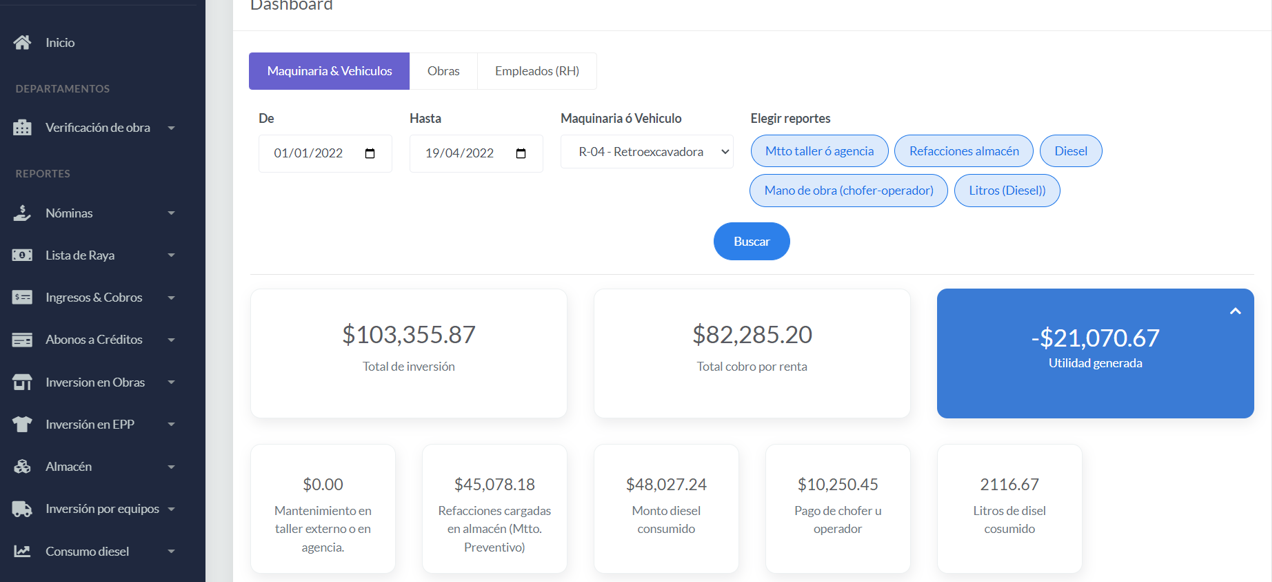 Dashboard
Inicio
DEPARTAMENTOS
Verificación de obra
REPORTES
Nóminas
Lista de Raya
Ingresos & Cobros
Abonos a Créditos
Inversion en Obras
Inversión en EPP
Almacén
Inversión por equipos
Consumo diesel
Maquinaria & Vehiculos
Obras
Empleados (RH)
De
Hasta
Maquinaria ó Vehiculo
Elegir reportes
01/01/2022
19/04/2022
R-04 - Retroexcavadora
Mtto taller ó agencia
Refacciones almacén
Diesel
Mano de obra (chofer-operador)
Litros (Diesel))
Buscar
$103,355.87
Total de inversión
$82,285.20
Total cobro por renta
-$21,070.67
Utilidad generada
$0.00
Mantenimiento en
taller externo o en
agencia.
$45,078.18
Refacciones cargadas
en almacén (Mtto.
Preventivo)
$48,027.24
Monto diesel
consumido
$10,250.45
Pago de chofer u
operador
2116.67
Litros de disel
cosumido